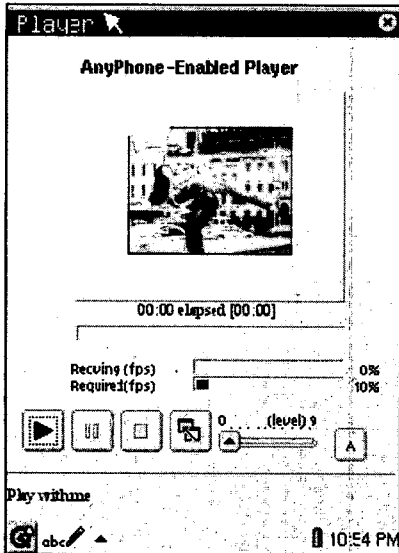 Player
AnyPhone-Enabled Player
00:00 elapsed [00:00]
Recving (fps) 0%
Required(fps) 10%
0 (level) 9
A
Play withme
abc 10:54 PM